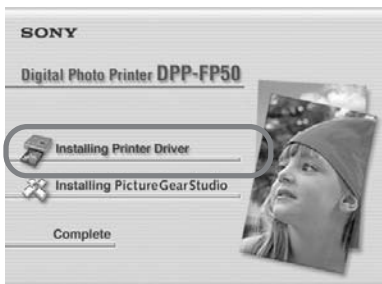 SONY
Digital Photo Printer DPP-FP50
Installing Printer Driver
Installing PictureGearStudio
Complete